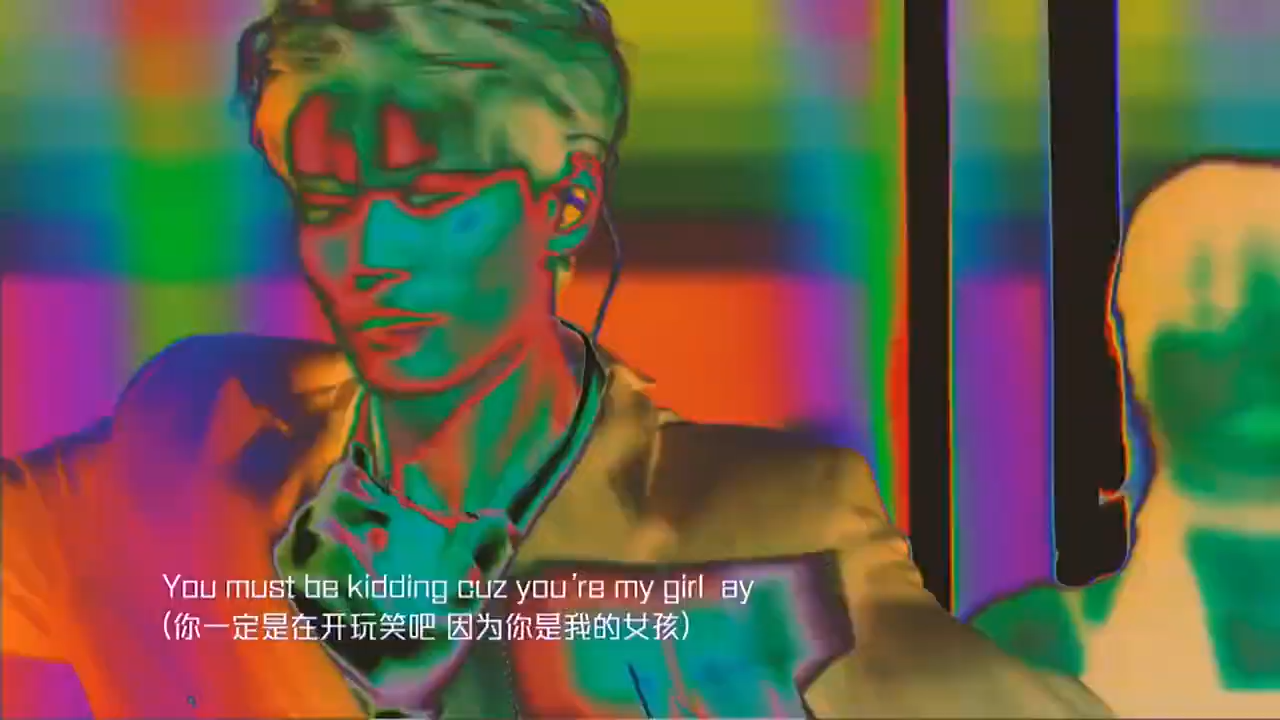 You must be kidding cuz you're my girl ay
(你一定是在开玩笑吧 因为你是我的女孩)